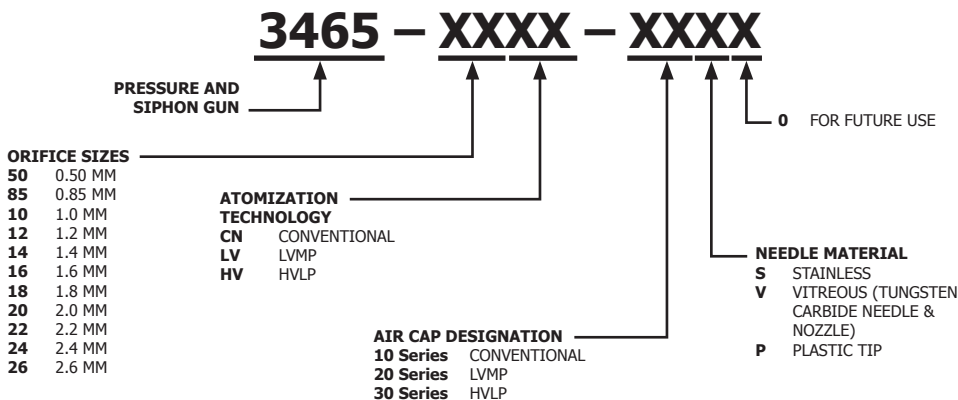 3465 – XXXX – XXXX
PRESSURE AND
SIPHON GUN
0 FOR FUTURE USE
ORIFICE SIZES
50 0.50 MM
85 0.85 MM
10 1.0 MM
12 1.2 MM
14 1.4 MM
16 1.6 MM
18 1.8 MM
20 2.0 MM
22 2.2 MM
24 2.4 MM
26 2.6 MM
ATOMIZATION
TECHNOLOGY
CN CONVENTIONAL
LV LVMP
HV HVLP
AIR CAP DESIGNATION
10 Series CONVENTIONAL
20 Series LVMP
30 Series HVLP
NEEDLE MATERIAL
S STAINLESS
V VITREOUS (TUNGSTEN
CARBIDE NEEDLE &
NOZZLE)
P PLASTIC TIP